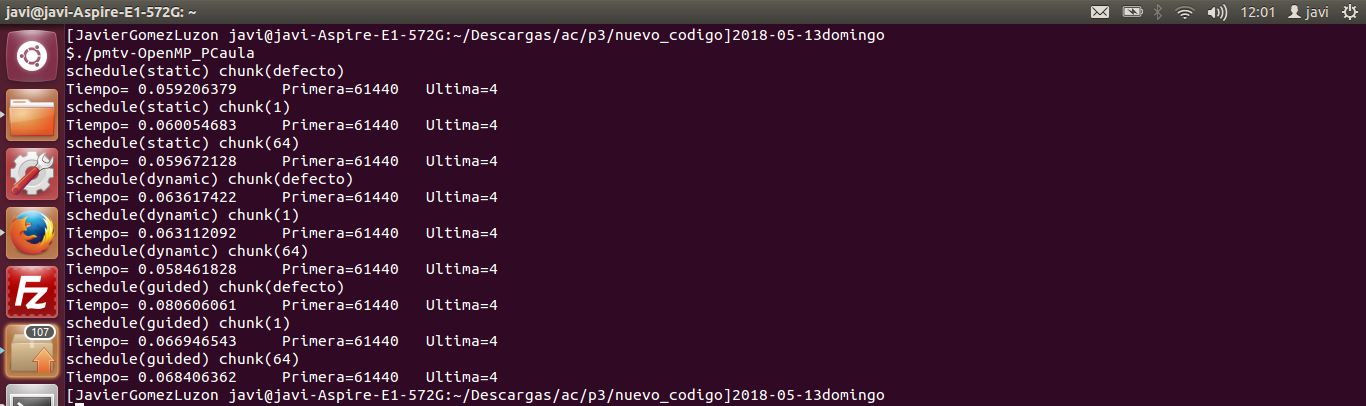 javi@javi-Aspire-E1-572G: ~
12:01
javi
[JavierGomezLuzon javi@javi-Aspire-E1-572G:~/Descargas/ac/p3/nuevo_codigo]2018-05-13domingo
$./pmtv-OpenMP_PCaula
schedule(static) chunk(defecto)
Tiempo= 0.059206379 Primera=61440 Ultima=4
schedule(static) chunk(1)
Tiempo= 0.060054683 Primera=61440 Ultima=4
schedule(static) chunk(64)
Tiempo= 0.059672128 Primera=61440 Ultima=4
schedule(dynamic) chunk(defecto)
Tiempo= 0.063617422 Primera=61440 Ultima=4
schedule(dynamic) chunk(1)
Tiempo= 0.063112092 Primera=61440 Ultima=4
schedule(dynamic) chunk(64)
Tiempo= 0.058461828 Primera=61440 Ultima=4
schedule(guided) chunk(defecto)
Tiempo= 0.080606061 Primera=61440 Ultima=4
schedule(guided) chunk(1)
Tiempo= 0.066946543 Primera=61440 Ultima=4
schedule(guided) chunk(64)
Tiempo= 0.068406362 Primera=61440 Ultima=4
[JavierGomezLuzon javi@javi-Aspire-E1-572G:~/Descargas/ac/p3/nuevo_codigo]2018-05-13domingo
Fz
107